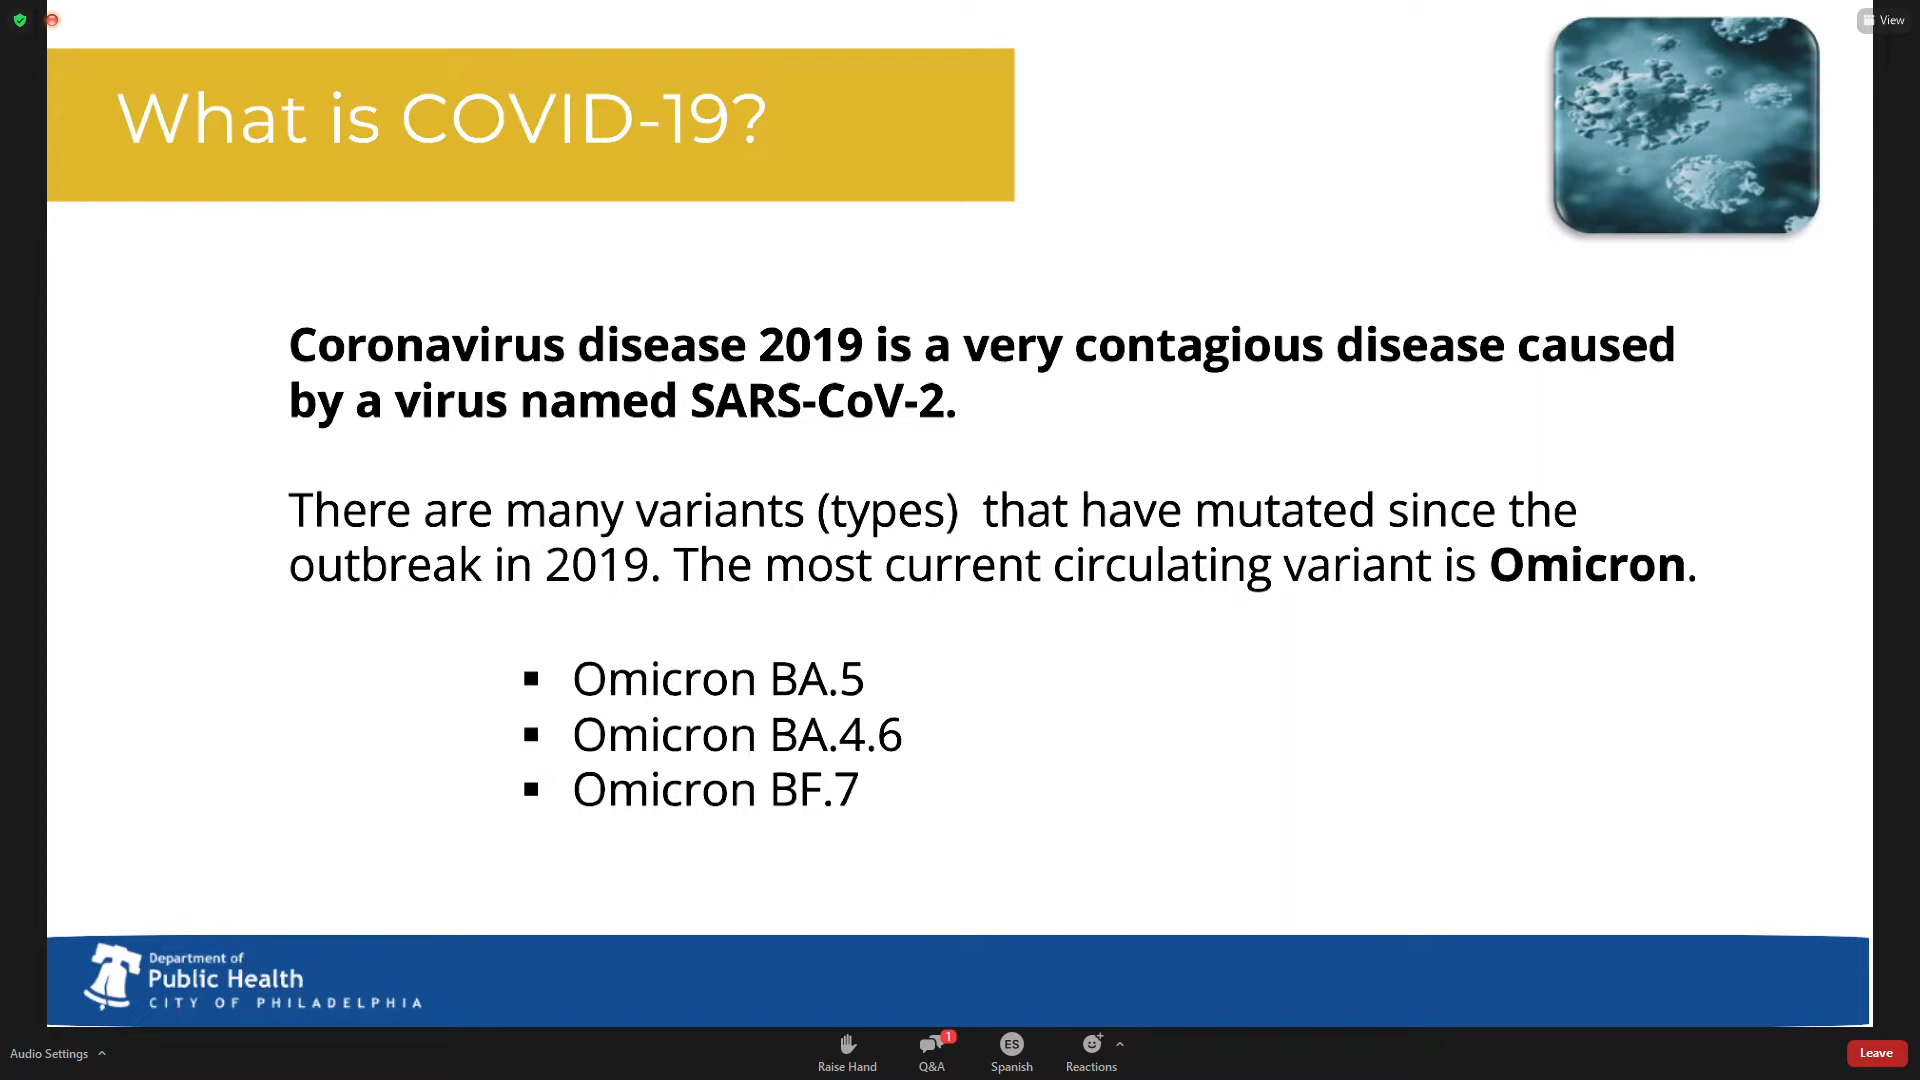 View
What is COVID-19?
Coronavirus disease 2019 is a very contagious disease caused
by a virus named SARS-CoV-2.
There are many variants (types)  that have mutated since the
outbreak in 2019. The most current circulating variant is Omicron.
▪ Omicron BA.5
▪ Omicron BA.4.6
▪ Omicron BF.7
Department of
Public Health
CITY OF PHILADELPHIA
Audio Settings
Raise Hand
1
Q&A
ES
Spanish
Reactions
Leave